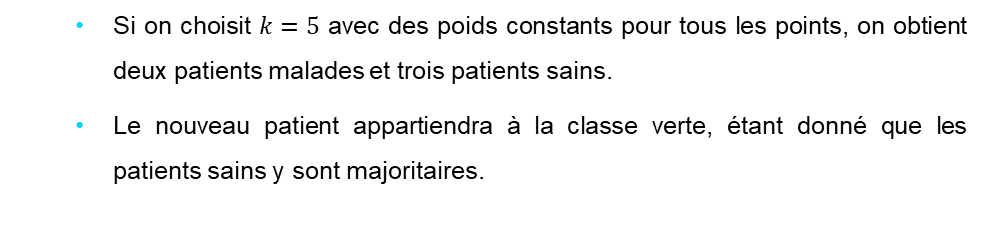 • Si on choisit k = 5 avec des poids constants pour tous les points, on obtient
deux patients malades et trois patients sains.
• Le nouveau patient appartiendra à la classe verte, étant donné que les
patients sains y sont majoritaires.